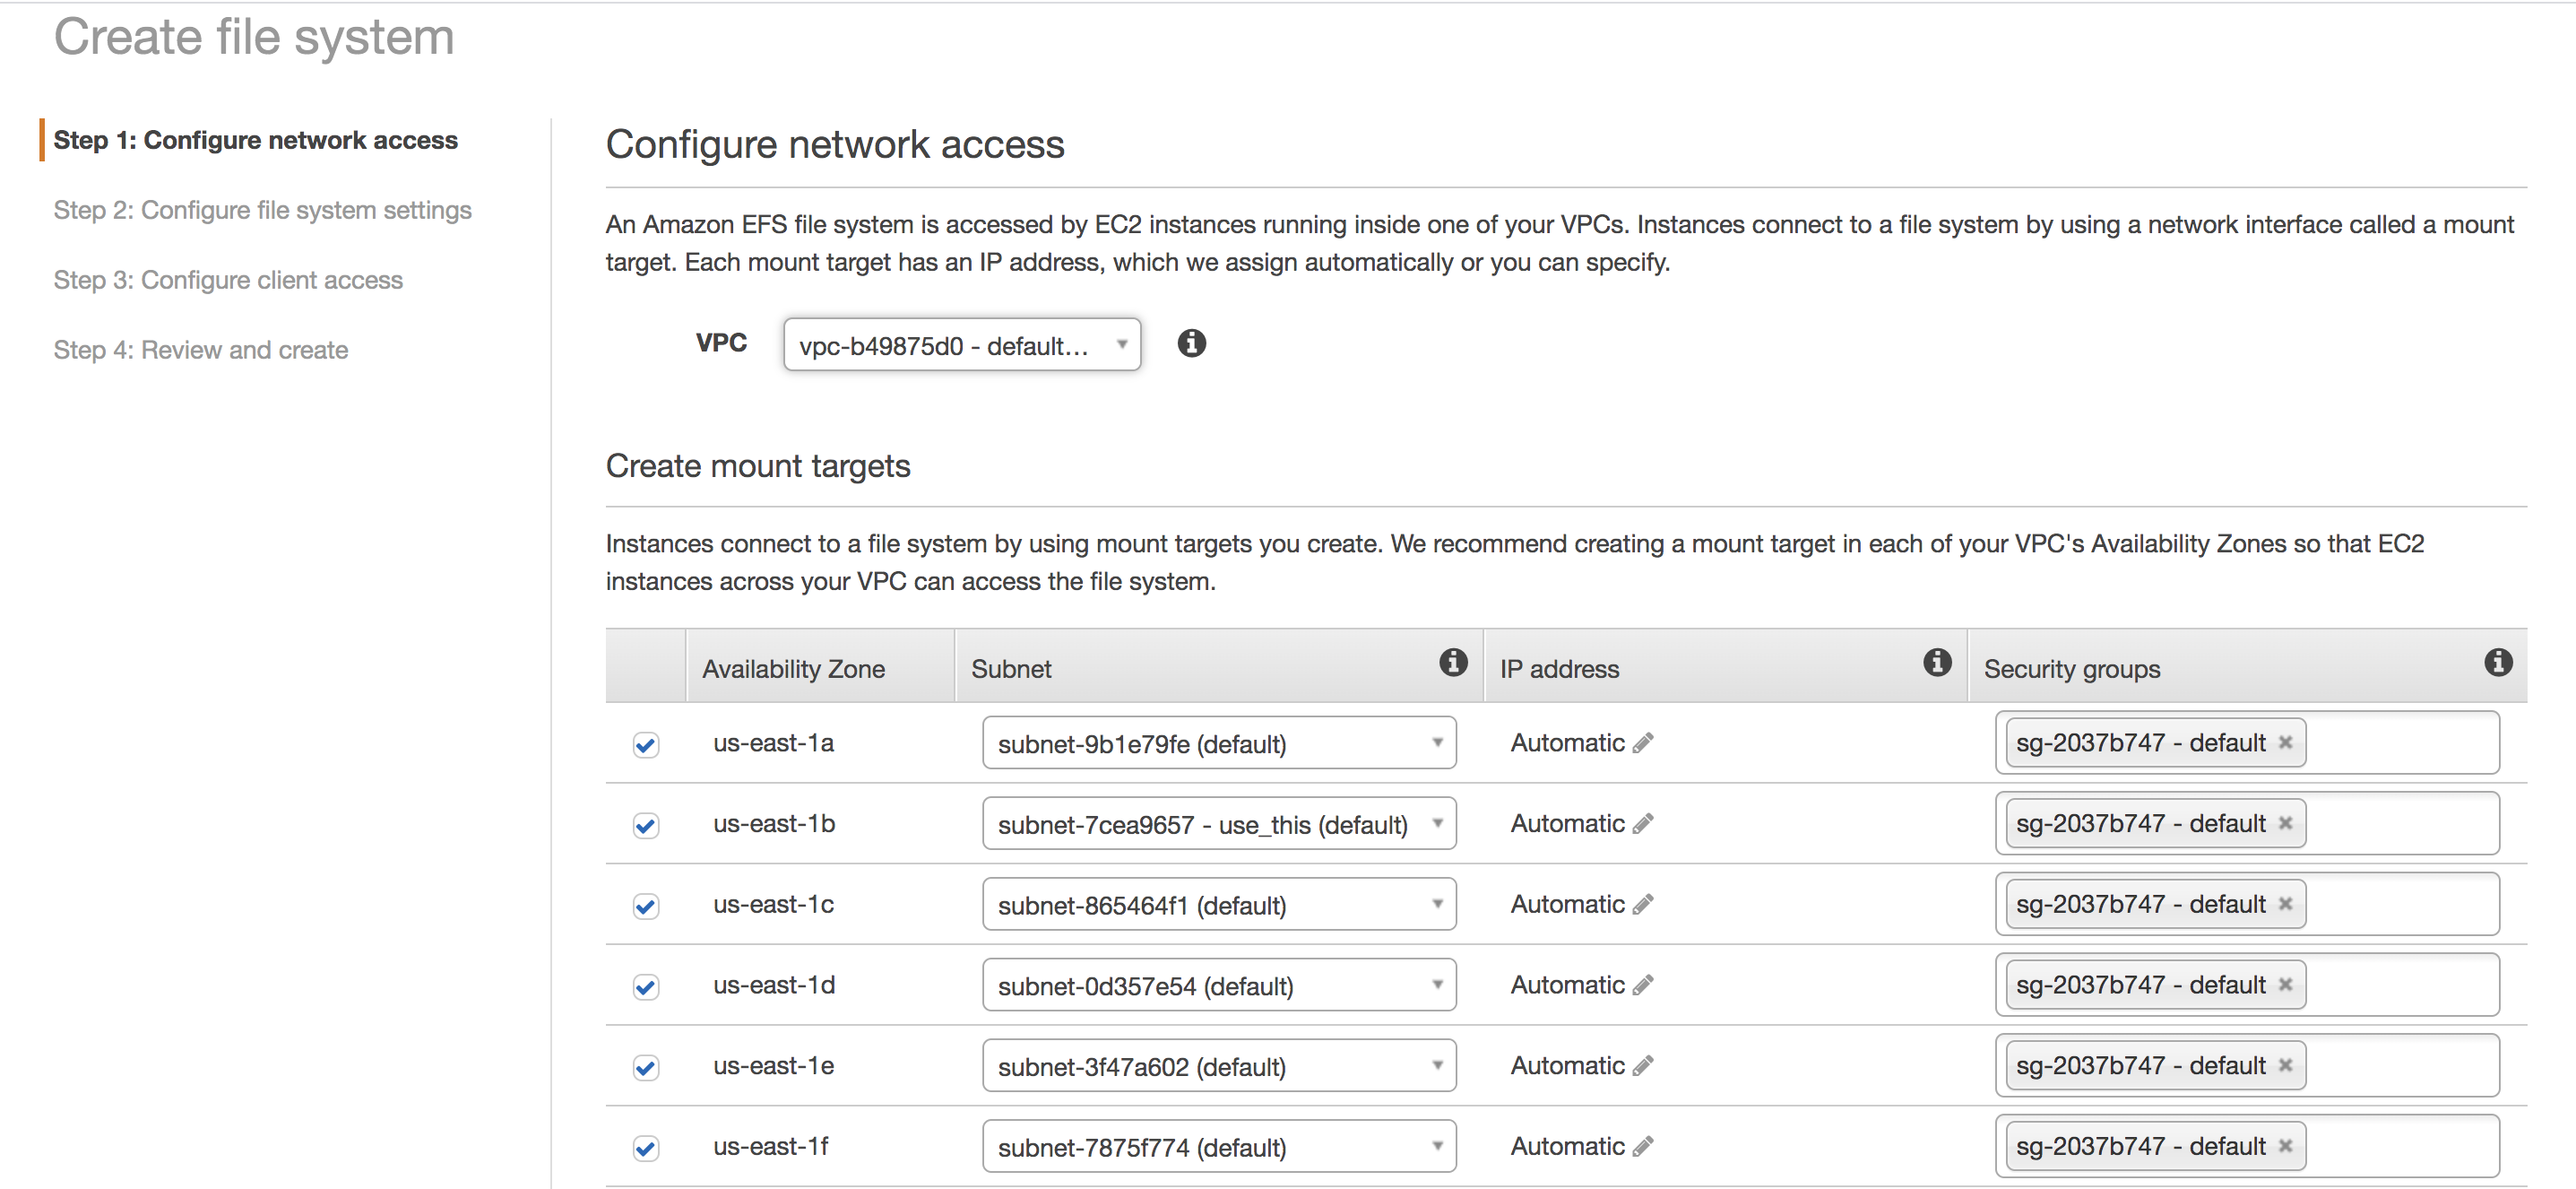 Create file system
Step 1: Configure network access
Step 2: Configure file system settings
Step 3: Configure client access
Step 4: Review and create
Configure network access
An Amazon EFS file system is accessed by EC2 instances running inside one of your VPCs. Instances connect to a file system by using a network interface called a mount
target. Each mount target has an IP address, which we assign automatically or you can specify.
VPC vpc-b49875d0 - default...
Create mount targets
Instances connect to a file system by using mount targets you create. We recommend creating a mount target in each of your VPC's Availability Zones so that EC2
instances across your VPC can access the file system.
Availability Zone Subnet IP address Security groups
us-east-1a subnet-9b1e79fe (default) Automatic sg-2037b747 - default
us-east-1b subnet-7cea9657 - use_this (default) Automatic sg-2037b747 - default
us-east-1c subnet-865464f1 (default) Automatic sg-2037b747 - default
us-east-1d subnet-0d357e54 (default) Automatic sg-2037b747 - default
us-east-1e subnet-3f47a602 (default) Automatic sg-2037b747 - default
us-east-1f subnet-7875f774 (default) Automatic sg-2037b747 - default